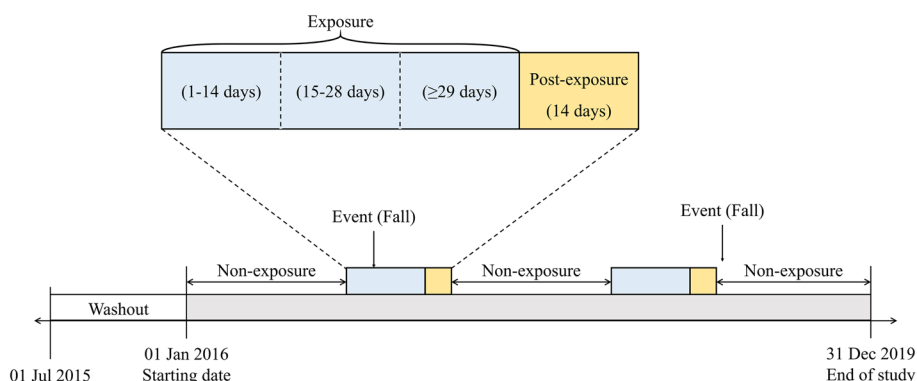 Exposure
(1-14 days)
(15-28 days)
(≥29 days)
Post-exposure
(14 days)
Event (Fall)
Event (Fall)
Non-exposure
Non-exposure
Non-exposure
Washout
01 Jul 2015
01 Jan 2016
Starting date
31 Dec 2019
End of study